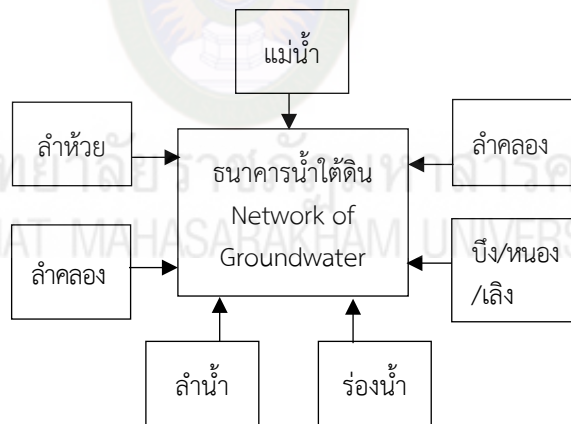 แม่น้ำ
ลำห้วย
ลำคลอง
ธนาคารน้ำใต้ดิน
Network of
Groundwater
ลำคลอง
บึง/หนอง
/เลิง
ลำน้ำ
ร่องน้ำ